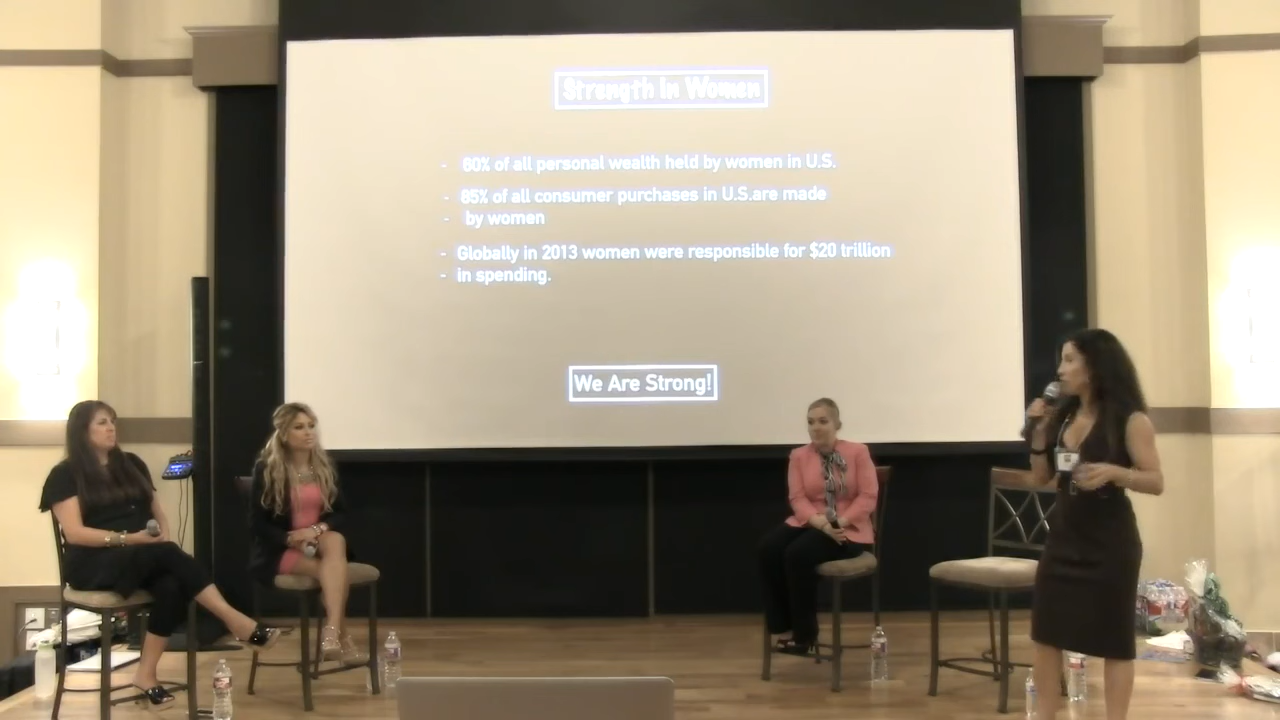 Strength in Women
- 60% of all personal wealth held by women in U.S.
- 85% of all consumer purchases in U.S.are made
- by women
- Globally in 2013 women were responsible for $20 trillion
- in spending.
We Are Strong!